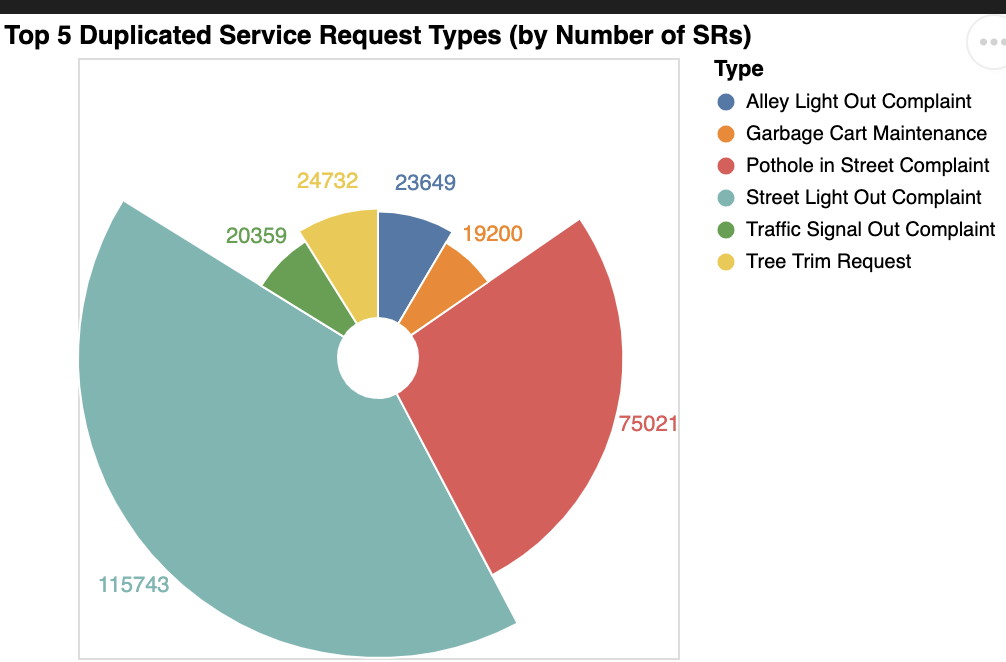 Top 5 Duplicated Service Request Types (by Number of SRs)
Type
Alley Light Out Complaint
Garbage Cart Maintenance
Pothole in Street Complaint
Street Light Out Complaint
Traffic Signal Out Complaint
Tree Trim Request
24732
23649
20359
19200
75021
115743